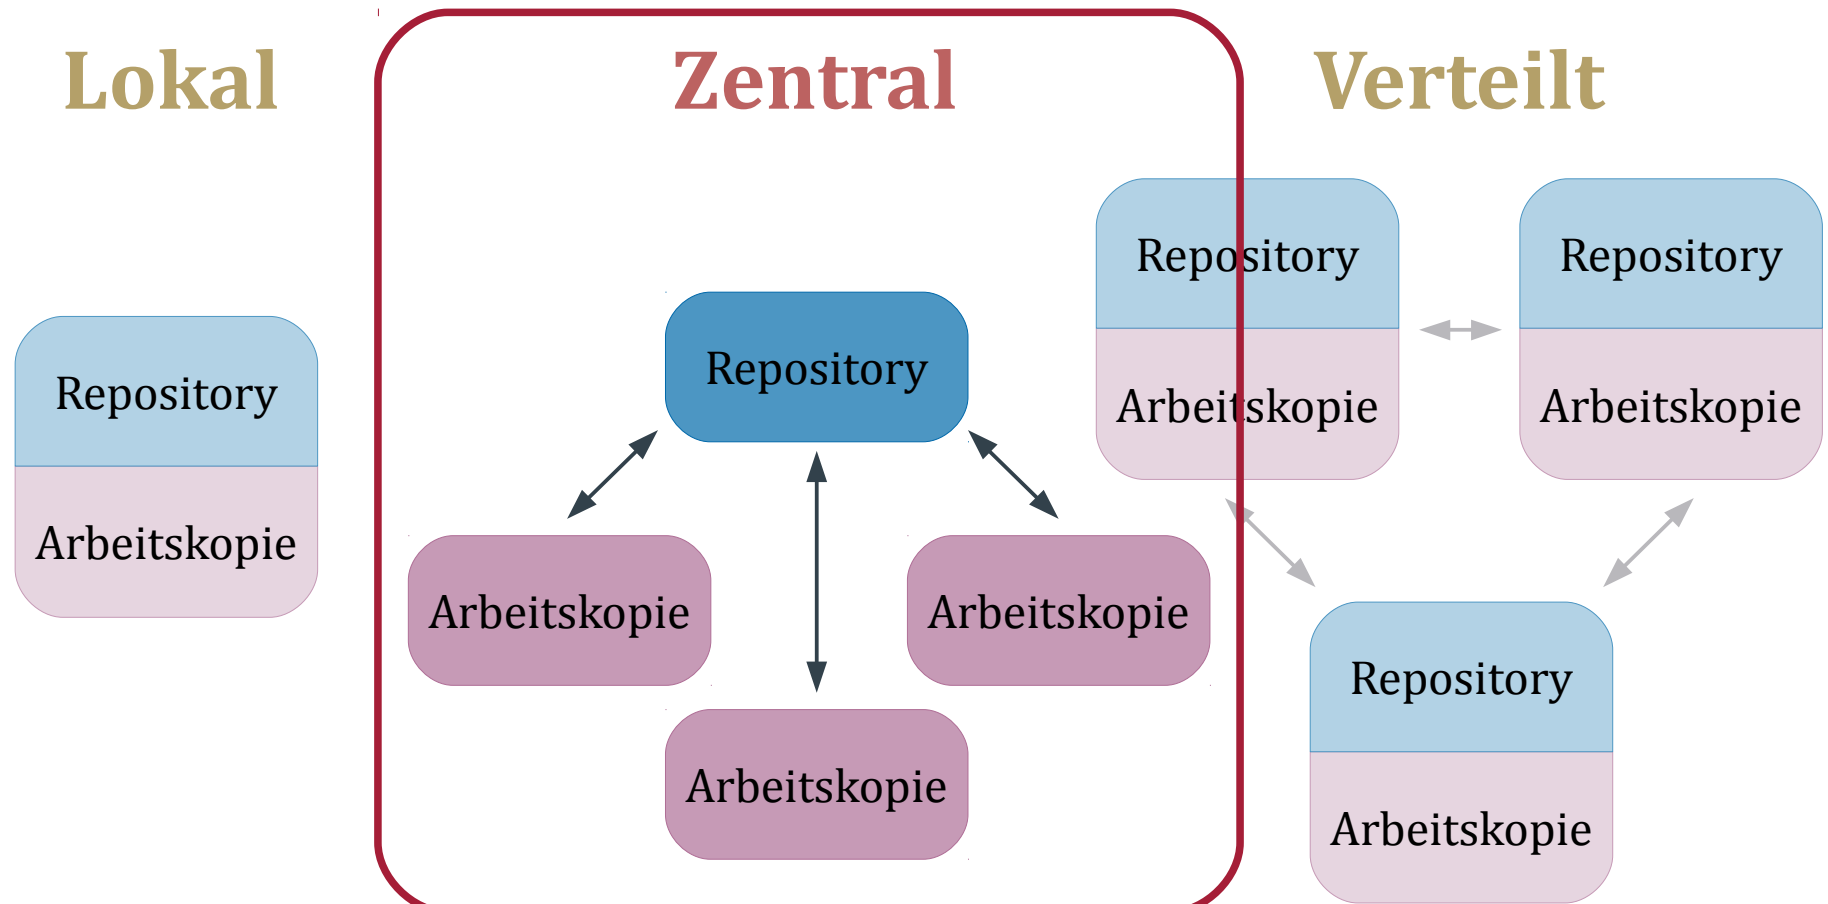 Lokal
Repository
Arbeitskopie
Zentral
Repository
Arbeitskopie
Arbeitskopie
Arbeitskopie
Verteilt
Repository
Arbeitskopie
Repository
Arbeitskopie
Repository
Arbeitskopie